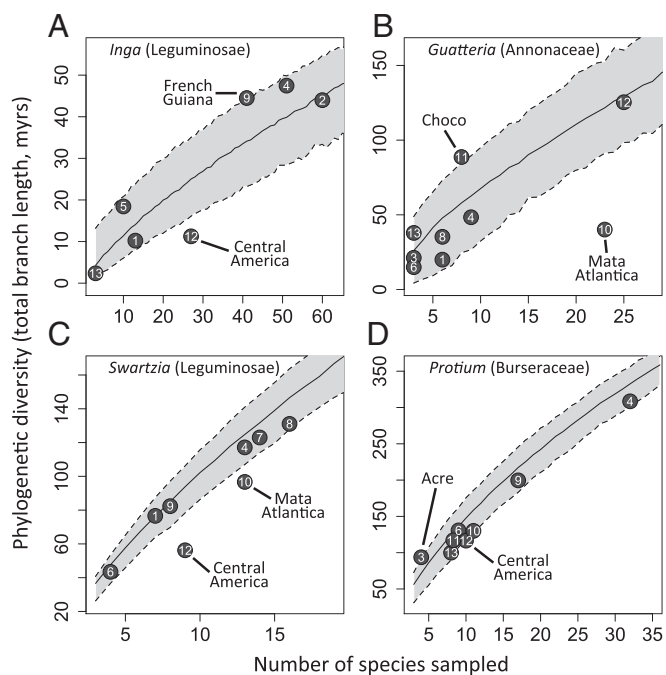 A
Inga (Leguminosae)
French
Guiana
9
4
2
5
1
12
Central
America
13
0
10
20
30
40
50
10
20
30
40
50
60
B
Guatteria (Annonaceae)
Choco
11
12
13
35
4
3
6
1
10
Mata
Atlantica
0
50
100
150
5
10
15
20
25
C
Swartzia (Leguminosae)
8
7
4
10
Mata
Atlantica
9
1
12
Central
America
6
20
60
100
140
5
10
15
D
Protium (Burseraceae)
4
9
Acre
3
6
10
11
12
13
Central
America
50
150
250
350
5
10
15
20
25
30
35
Phylogenetic diversity (total branch length, myrs)
Number of species sampled